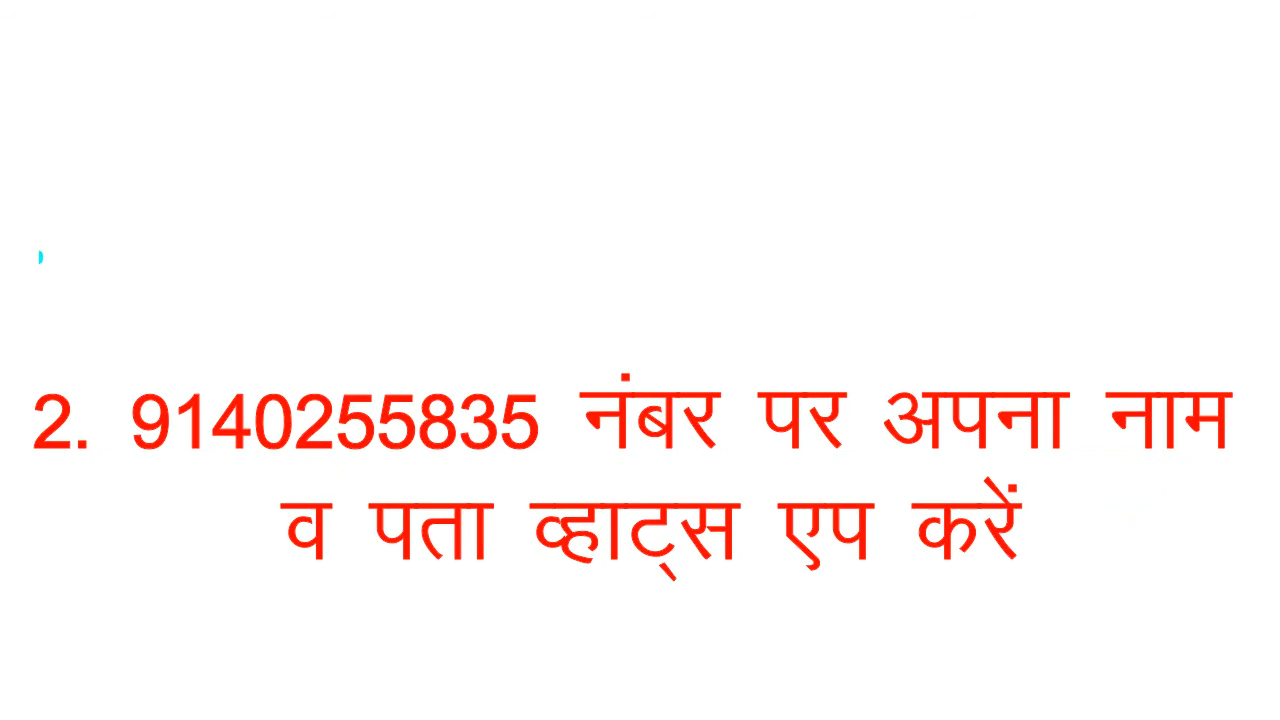 2. 9140255835 नंबर पर अपना नाम
व पता व्हाट्स एप करें